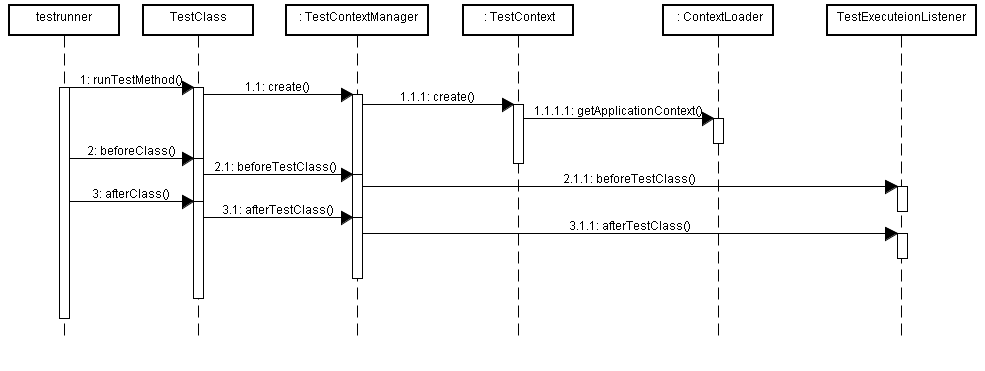 testrunner
TestClass
: TestContextManager
: TestContext
: ContextLoader
TestExecuteionListener
1: runTestMethod()
1.1: create()
1.1.1: create()
1.1.1.1: getApplicationContext()
2: beforeClass()
2.1: beforeTestClass()
2.1.1: beforeTestClass()
3: afterClass()
3.1: afterTestClass()
3.1.1: afterTestClass()